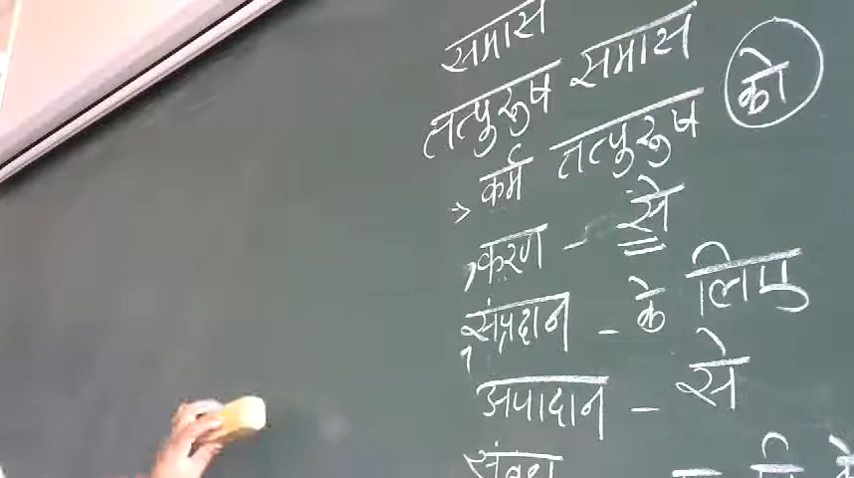 समास
तत्पुरुष समास
→ कर्म तत्पुरुष को
करण - से
संप्रदान - के लिए
अपादान - से
संबंध -